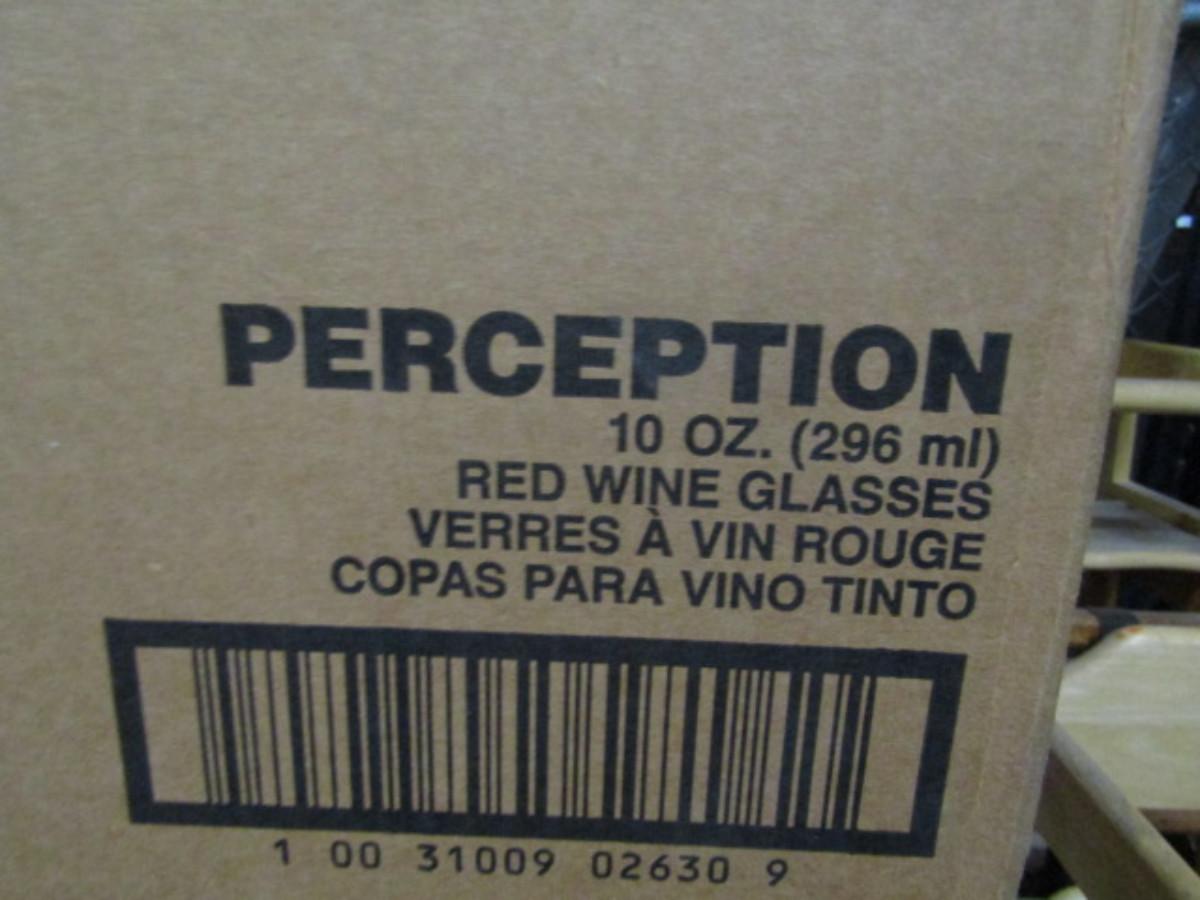 PERCEPTION
10 OZ. (296 ml)
RED WINE GLASSES
VERRES À VIN ROUGE
COPAS PARA VINO TINTO
1 00 31009 02630 9